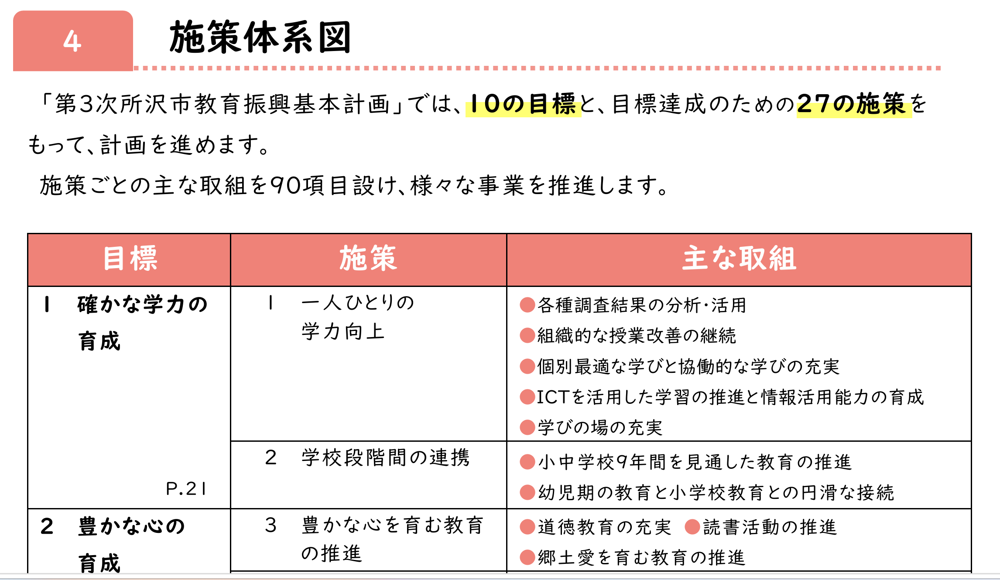 4 施策体系図
「第3次所沢市教育振興基本計画」では、10の目標と、目標達成のための27の施策を
もって、計画を進めます。
施策ごとの主な取組を90項目設け、様々な事業を推進します。
目標 施策 主な取組
1 確かな学力の
育成
P.21
1 一人ひとりの
学力向上
●各種調査結果の分析・活用
●組織的な授業改善の継続
●個別最適な学びと協働的な学びの充実
●ICTを活用した学習の推進と情報活用能力の育成
●学びの場の充実
2 学校段階間の連携
●小中学校9年間を見通した教育の推進
●幼児期の教育と小学校教育との円滑な接続
2 豊かな心の
育成
3 豊かな心を育む教育
の推進
●道徳教育の充実 ●読書活動の推進
●郷土愛を育む教育の推進